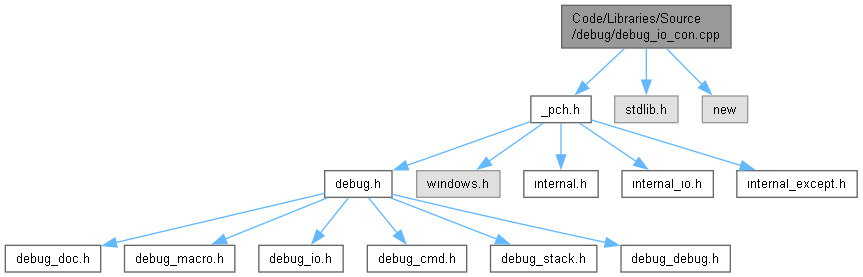 Code/Libraries/Source
/debug/debug_io_con.cpp
_pch.h
stdlib.h
new
debug.h
windows.h
internal.h
internal_io.h
internal_except.h
debug_doc.h
debug_macro.h
debug_io.h
debug_cmd.h
debug_stack.h
debug_debug.h